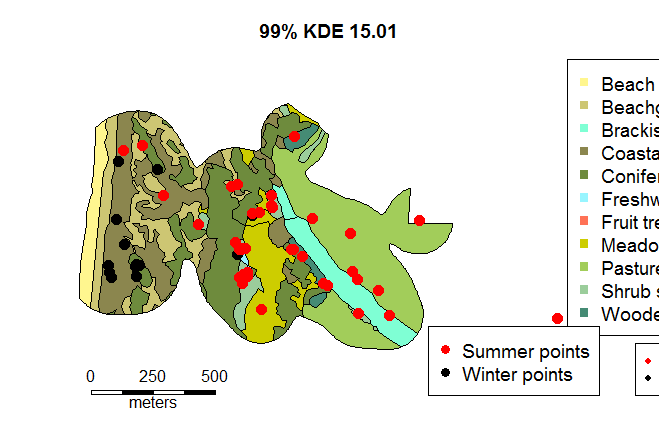 99% KDE 15.01
Beach
Beachg
Brackis
Coasta
Conifer
Freshw
Fruit tre
Meado
Pasture
Shrub s
Woode
Summer points
Winter points
0 250 500
meters